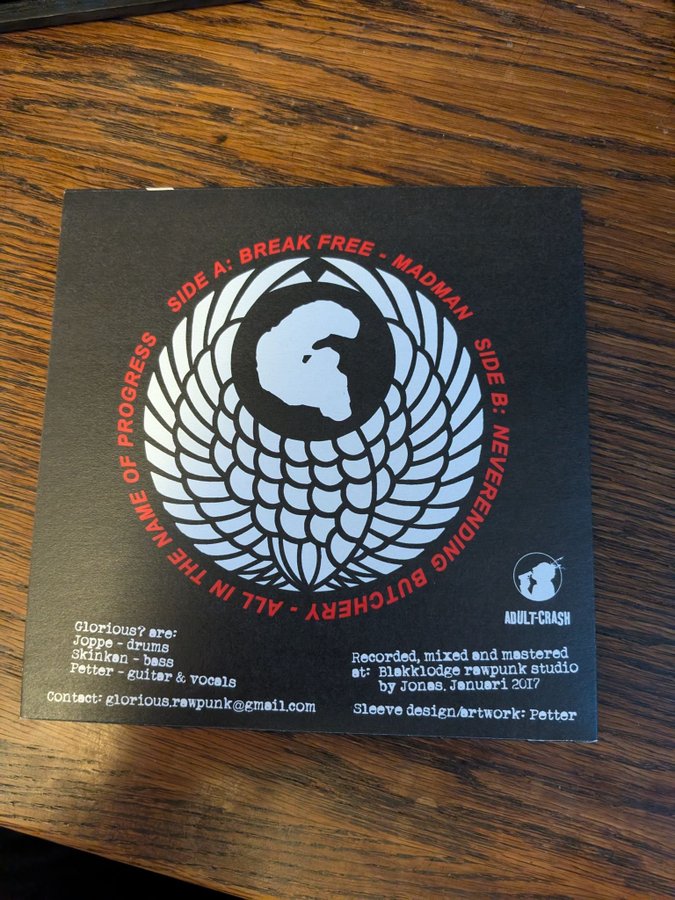 SIDE A: BREAK FREE - MADMAN
SIDE B: NEVERENDING BUTCHERY - ALL IN THE NAME OF PROGRESS
ADULT-CRASH
Glorious? are:
Joppe - drums
Skinkan - bass
Petter - guitar & vocals
Contact: glorious.rawpunk@gmail.com
Recorded, mixed and mastered
at: Blakklodge rawpunk studio
by Jonas. Januari 2017
Sleeve design/artwork: Petter